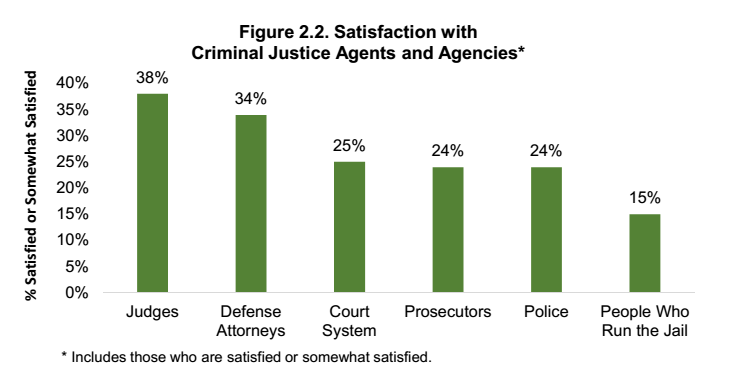 Figure 2.2. Satisfaction with
Criminal Justice Agents and Agencies*
% Satisfied or Somewhat Satisfied
40%
35%
30%
25%
20%
15%
10%
5%
0%
38%
34%
25%
24%
24%
15%
Judges
Defense
Attorneys
Court
System
Prosecutors
Police
People Who
Run the Jail
* Includes those who are satisfied or somewhat satisfied.